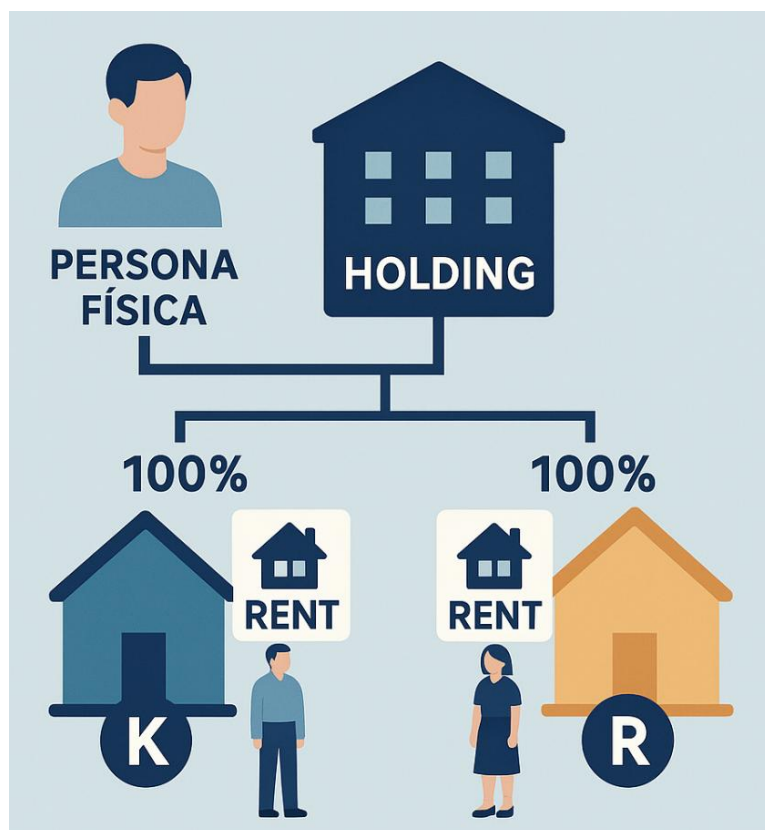 PERSONA
FÍSICA
HOLDING
100%
100%
RENT
RENT
K
R